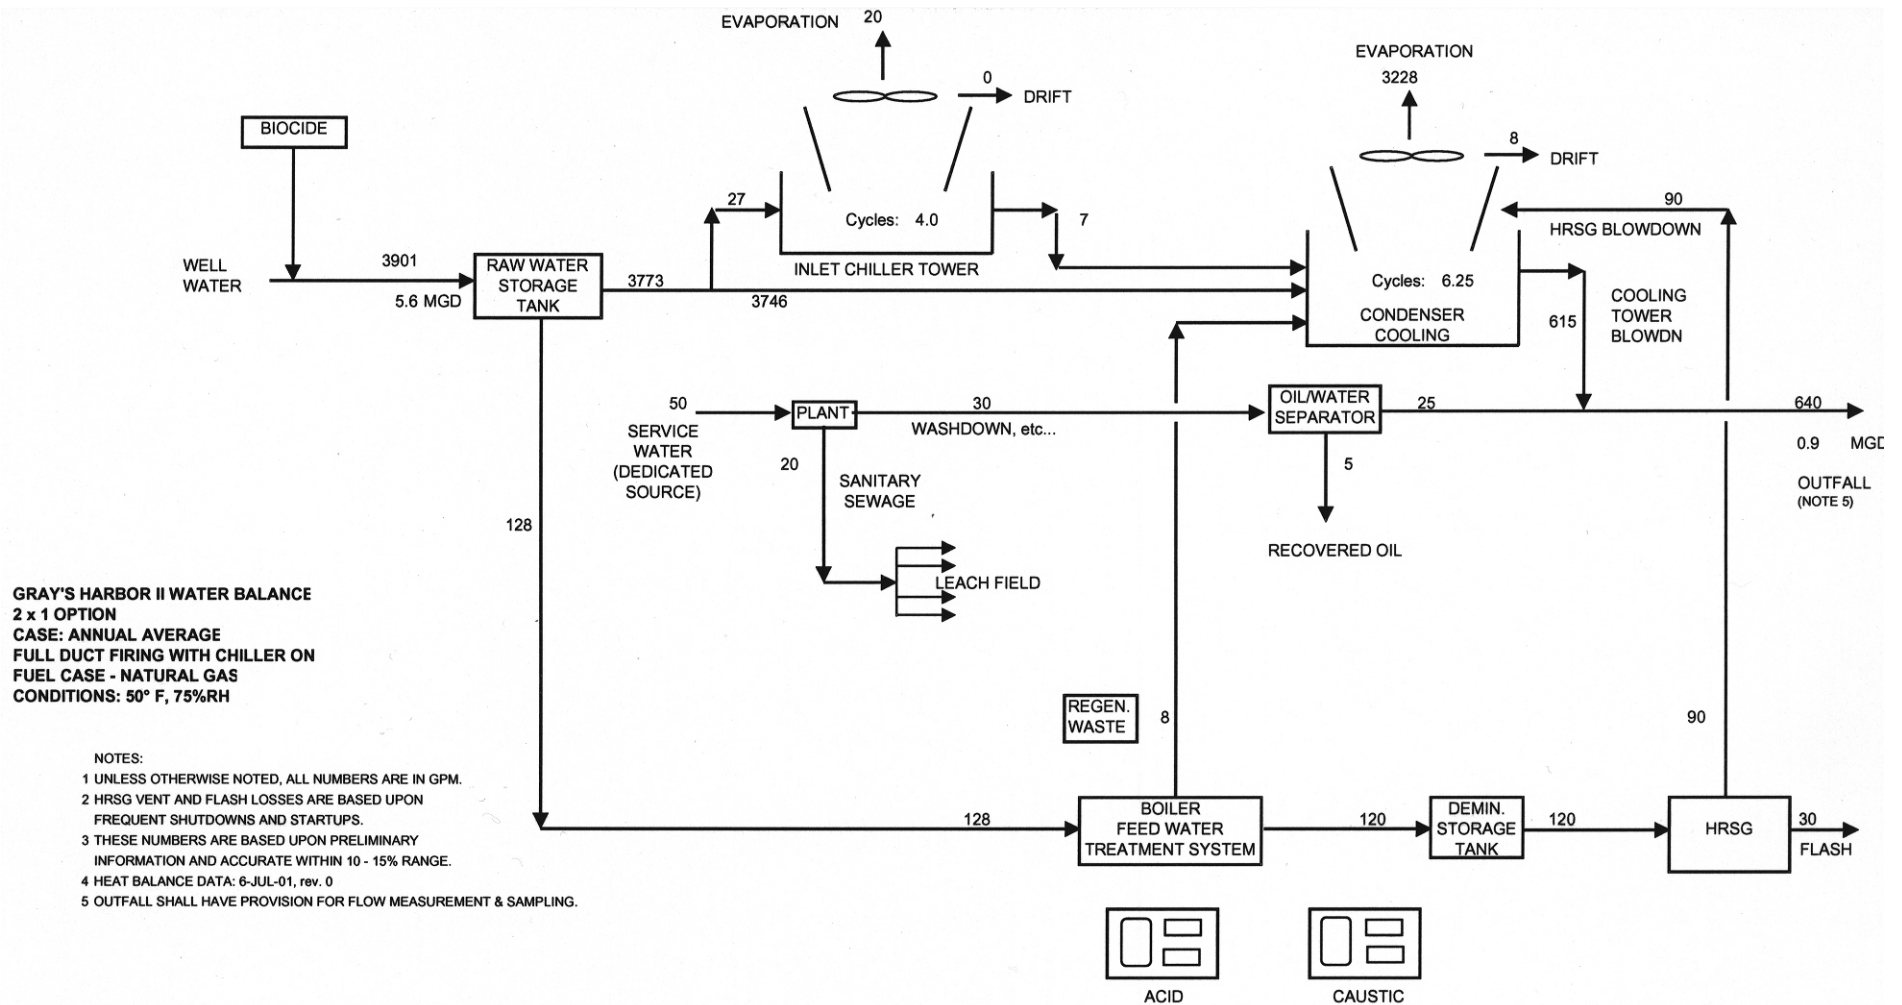 EVAPORATION 20
0
DRIFT
EVAPORATION
3228
8
DRIFT
BIOCIDE
27
Cycles: 4.0
7
INLET CHILLER TOWER
90
HRSG BLOWDOWN
WELL
WATER
3901
5.6 MGD
RAW WATER
STORAGE
TANK
3773
3746
Cycles: 6.25
CONDENSER
COOLING
615
COOLING
TOWER
BLOWDN
50
SERVICE
WATER
(DEDICATED
SOURCE)
PLANT
30
WASHDOWN, etc...
20
SANITARY
SEWAGE
LEACH FIELD
OIL/WATER
SEPARATOR
25
5
RECOVERED OIL
640
0.9 MGD
OUTFALL
(NOTE 5)
128
GRAY'S HARBOR II WATER BALANCE
2 x 1 OPTION
CASE: ANNUAL AVERAGE
FULL DUCT FIRING WITH CHILLER ON
FUEL CASE - NATURAL GAS
CONDITIONS: 50° F, 75%RH
NOTES:
1 UNLESS OTHERWISE NOTED, ALL NUMBERS ARE IN GPM.
2 HRSG VENT AND FLASH LOSSES ARE BASED UPON
FREQUENT SHUTDOWNS AND STARTUPS.
3 THESE NUMBERS ARE BASED UPON PRELIMINARY
INFORMATION AND ACCURATE WITHIN 10 - 15% RANGE.
4 HEAT BALANCE DATA: 6-JUL-01, rev. 0
5 OUTFALL SHALL HAVE PROVISION FOR FLOW MEASUREMENT & SAMPLING.
REGEN.
WASTE
8
90
128
BOILER
FEED WATER
TREATMENT SYSTEM
120
DEMIN.
STORAGE
TANK
120
HRSG
30
FLASH
ACID
CAUSTIC